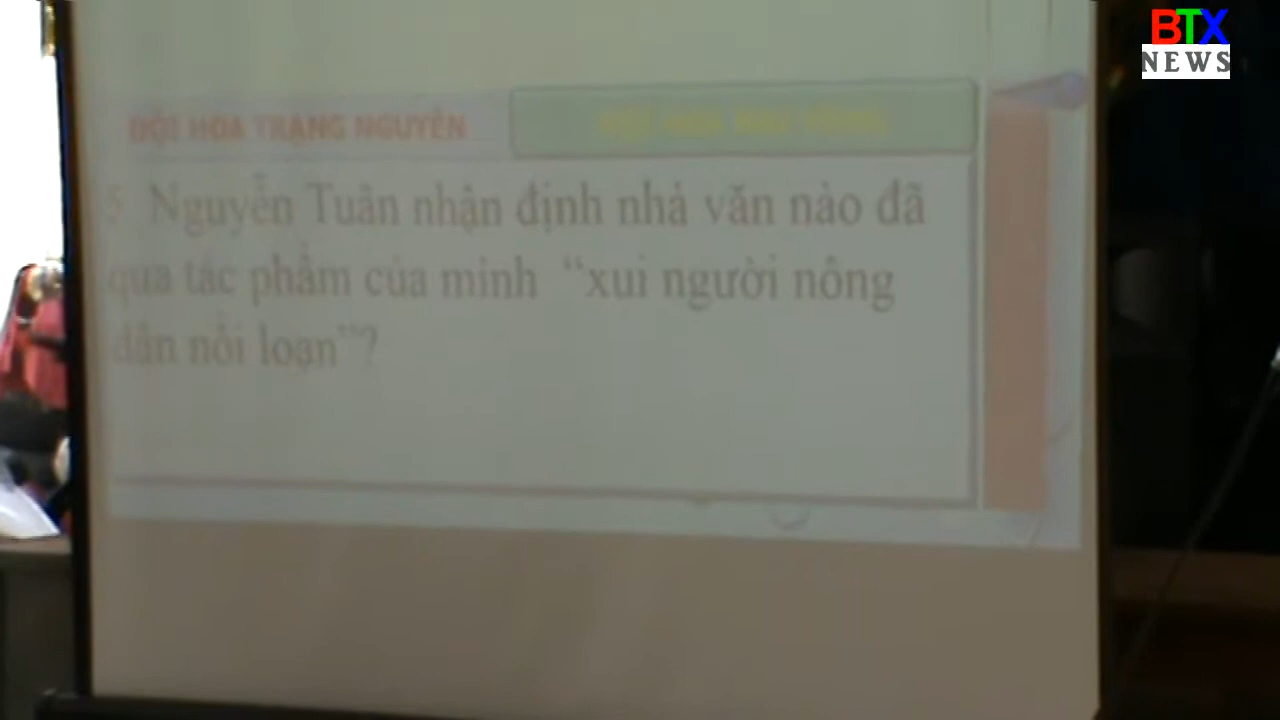 BTX
NEWS
ĐỘI HOA TRẠNG NGUYÊN
5 Nguyễn Tuân nhận định nhà văn nào đã
qua tác phẩm của mình “xui người nông
dân nổi loạn”?